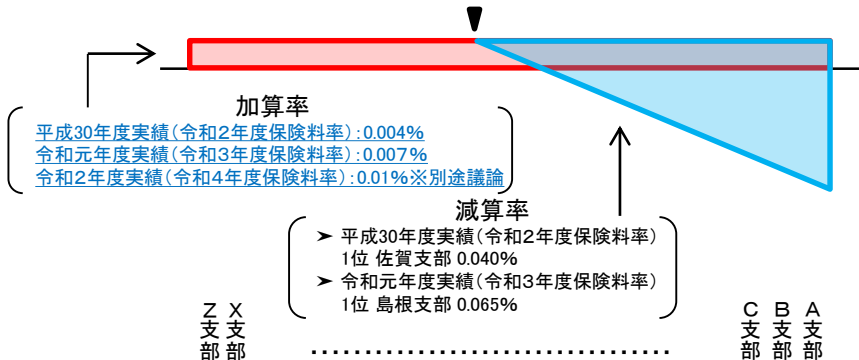 加算率
平成30年度実績(令和2年度保険料率):0.004%
令和元年度実績(令和3年度保険料率):0.007%
令和2年度実績(令和4年度保険料率):0.01%※別途議論
減算率
➤ 平成30年度実績(令和2年度保険料率)
1位 佐賀支部 0.040%
➤ 令和元年度実績(令和3年度保険料率)
1位 島根支部 0.065%
Z支部
X支部
・・・・・・・・・・・・・・・・・・・・・・・・・
C支部
B支部
A支部